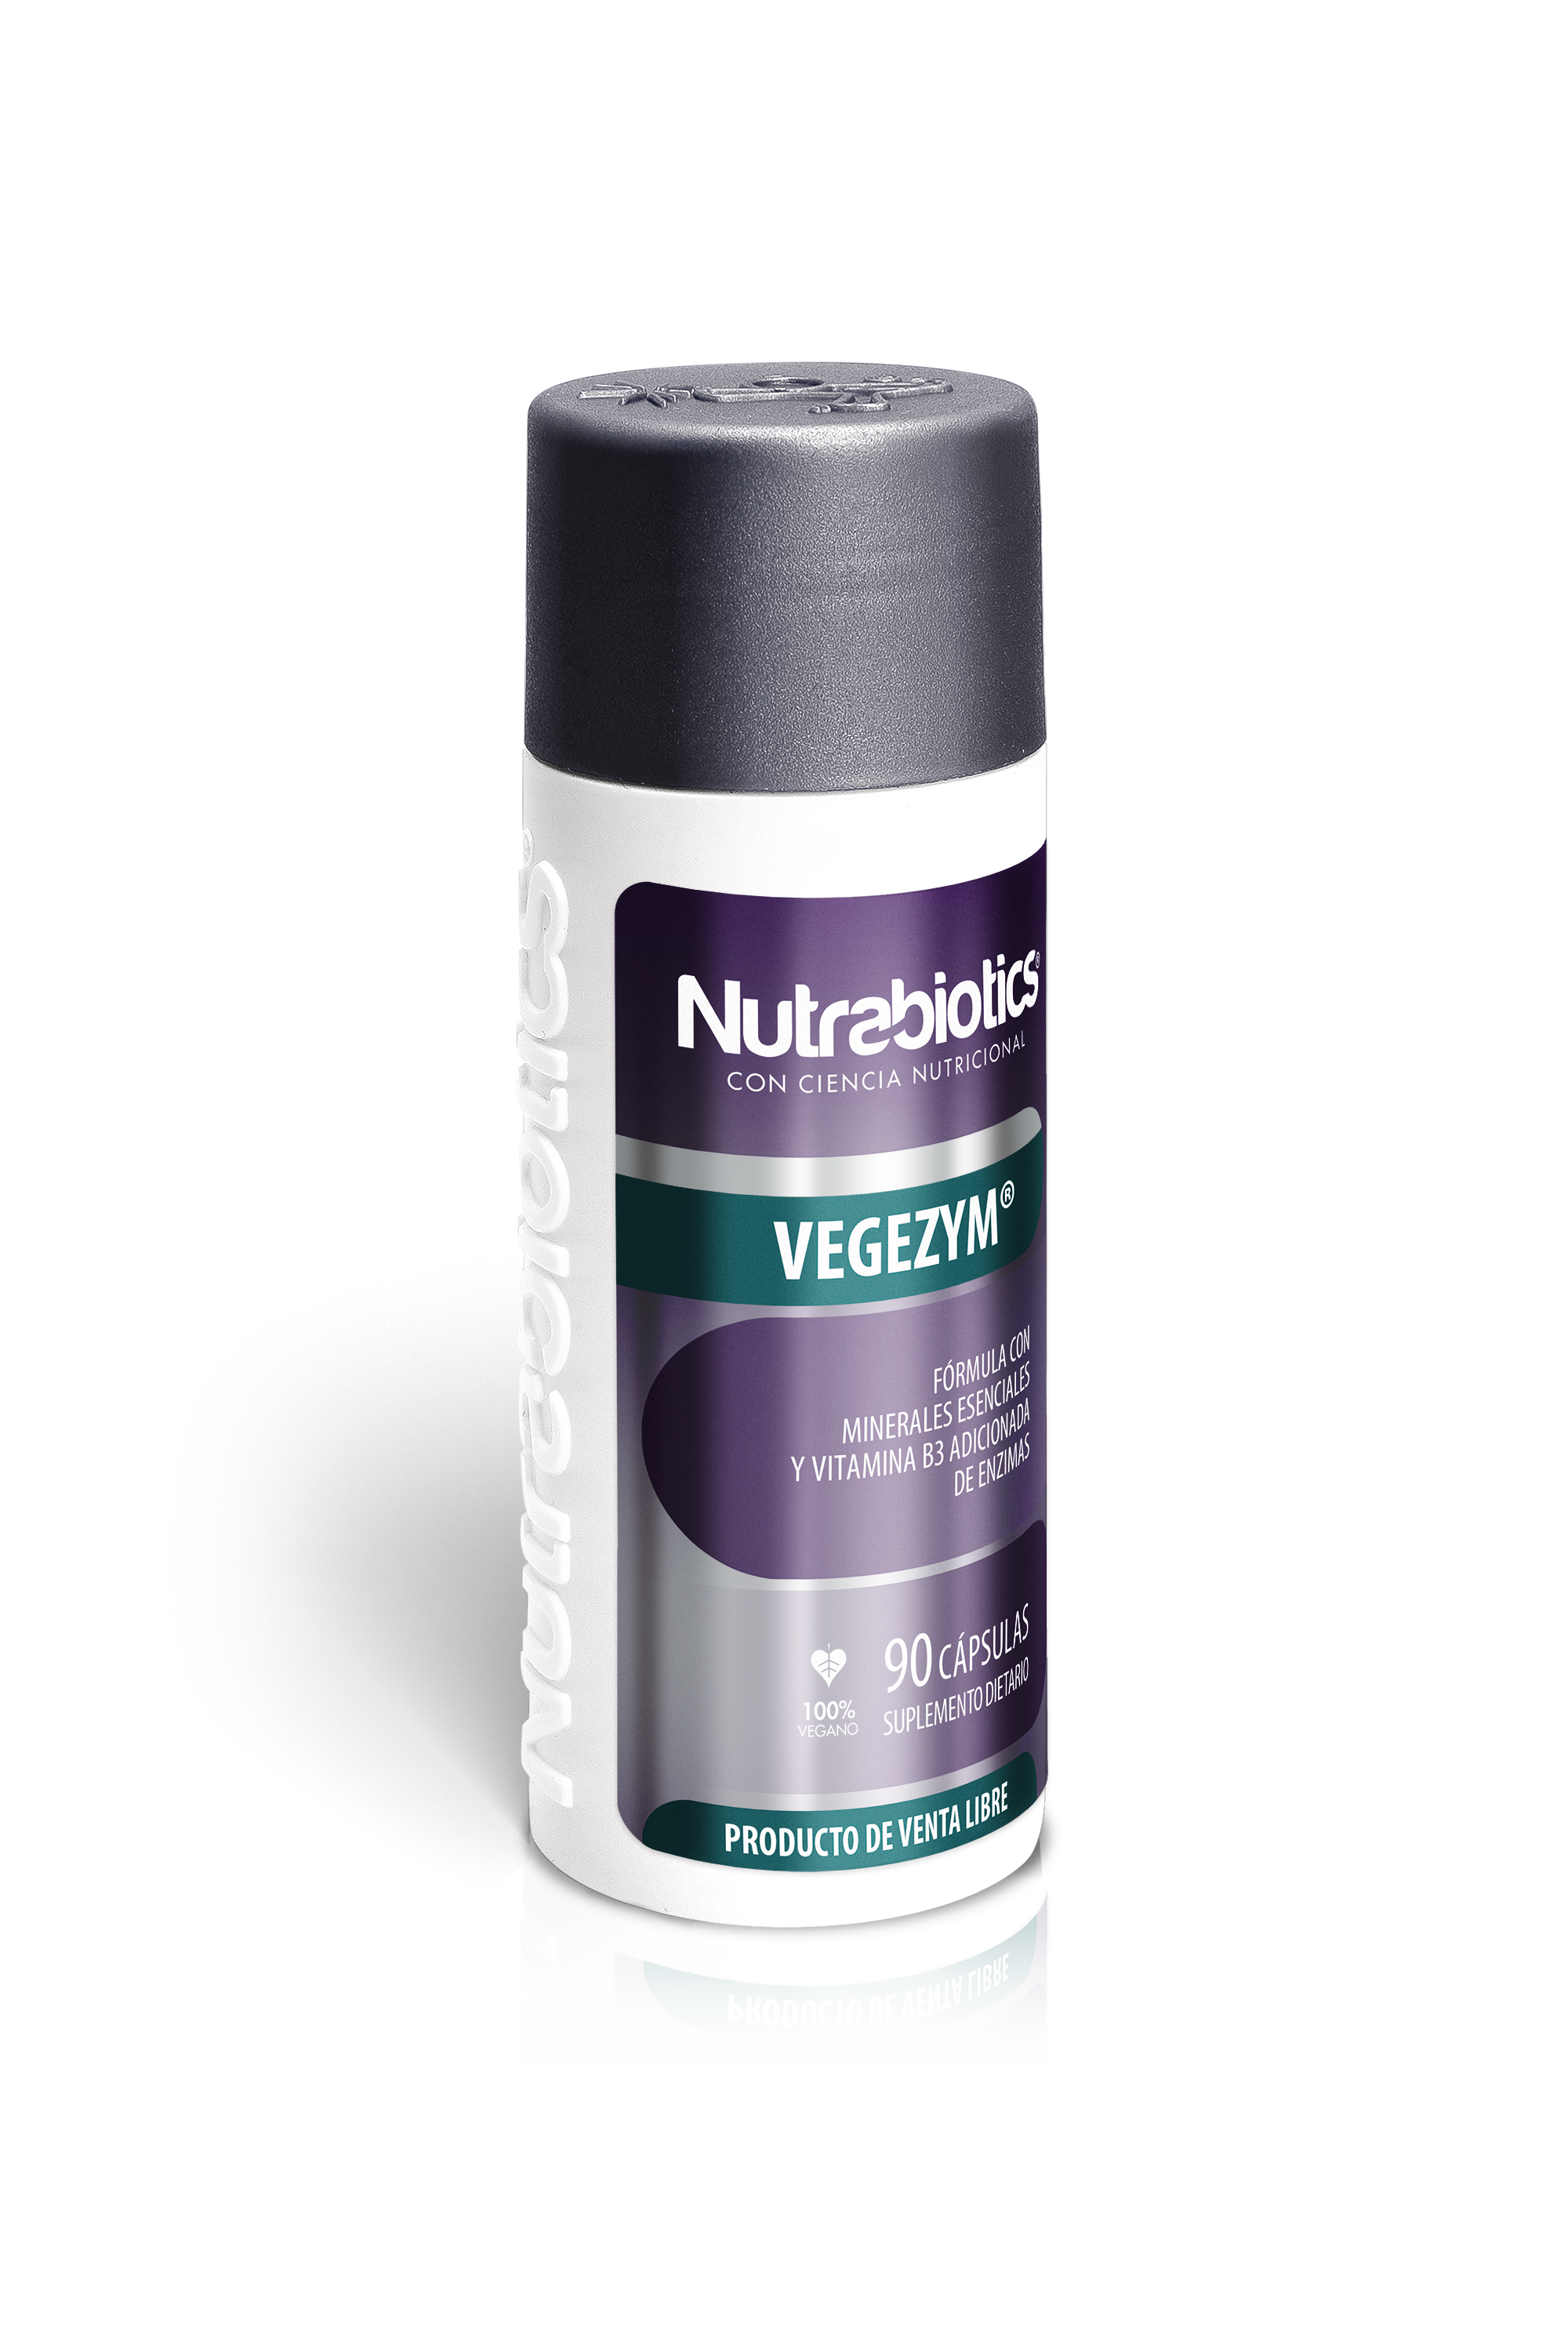 Nutrabiotics®
Nutrabiotics®
CON CIENCIA NUTRICIONAL
VEGEZYM®
FÓRMULA CON
MINERALES ESENCIALES
Y VITAMINA B3 ADICIONADA
DE ENZIMAS
100%
VEGANO
90 CÁPSULAS
SUPLEMENTO DIETARIO
PRODUCTO DE VENTA LIBRE